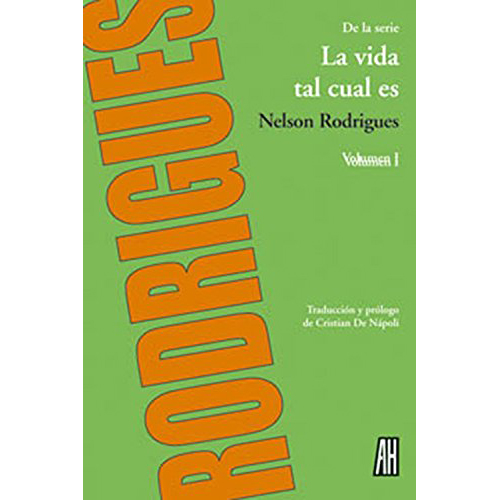 RODRIGUES
De la serie
La vida
tal cual es
Nelson Rodrigues
Volumen I
Traducción y prólogo
de Cristian De Nápoli
AH